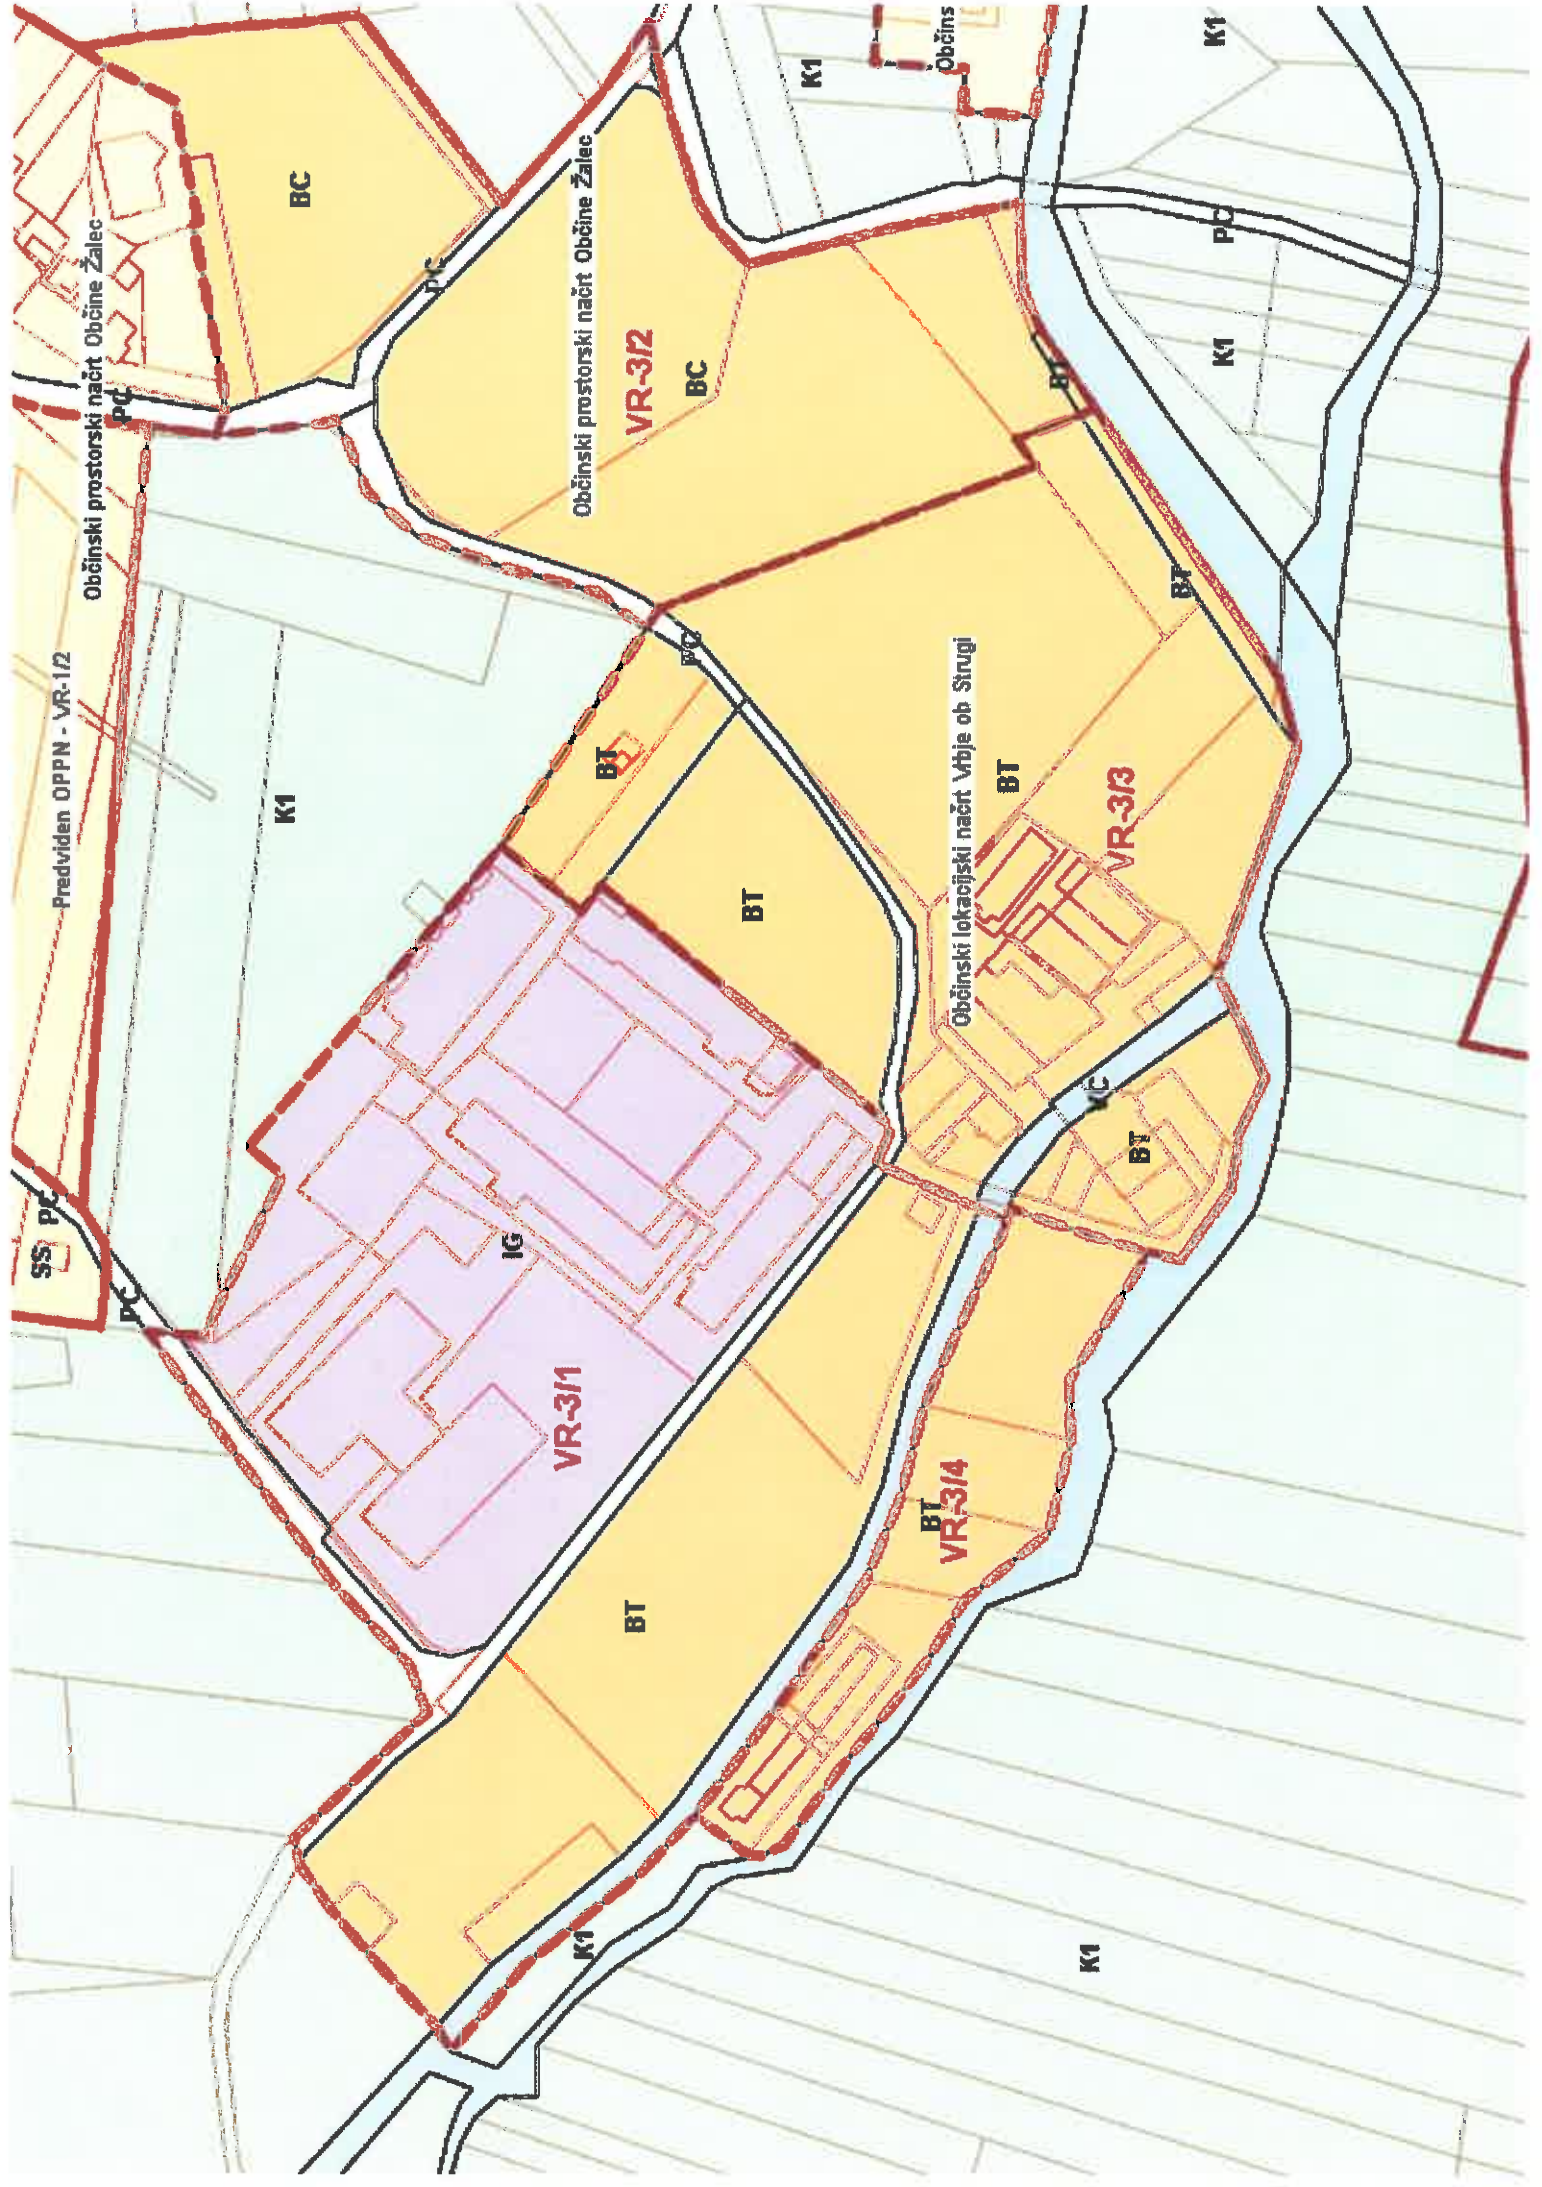 SS
PC
PC
Predviden OPPN - VR-1/2
Občinski prostorski načrt Občine Žalec
PC
BC
PC
K1
Občinski prostorski načrt Občine Žalec
VR-3/2
BC
K1
Občins
K1
PC
K1
BT
BT
PC
BT
BT
IG
VR-3/1
BT
Občinski lokacijski načrt Vrbje ob Strugi
BT
VR-3/3
BT
BT
VR-3/4
K1
K1